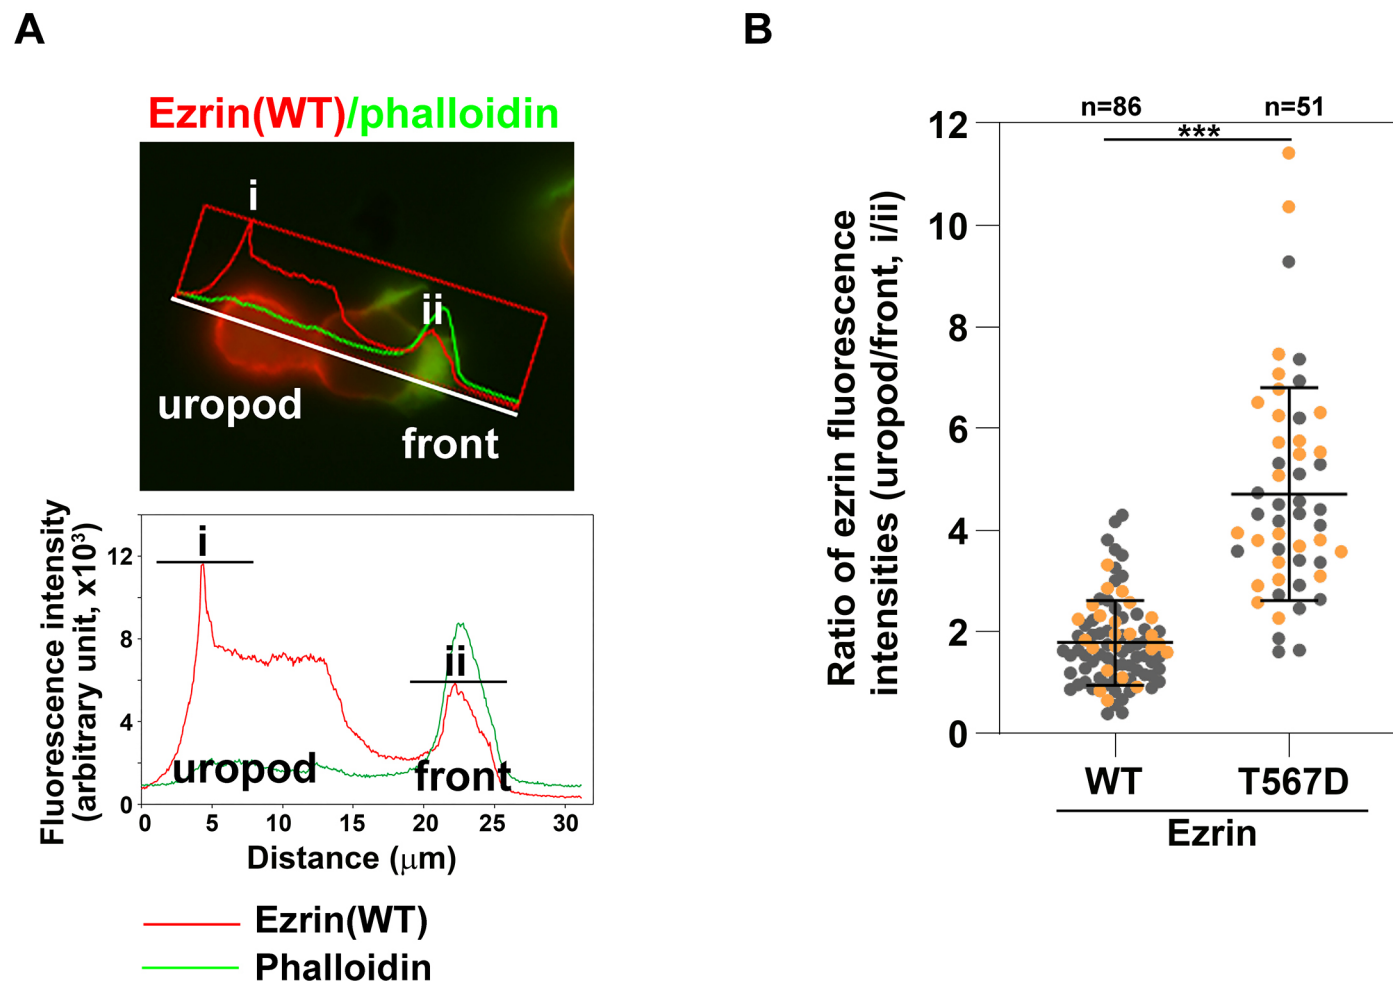 A
Ezrin(WT)/phalloidin
i
ii
uropod
front
Fluorescence intensity
(arbitrary unit, x10³)
12
8
4
0
i
ii
uropod
front
0 5 10 15 20 25 30
Distance (μm)
Ezrin(WT)
Phalloidin
B
n=86 n=51
***
Ratio of ezrin fluorescence
intensities (uropod/front, i/ii)
12
10
8
6
4
2
0
WT T567D
Ezrin